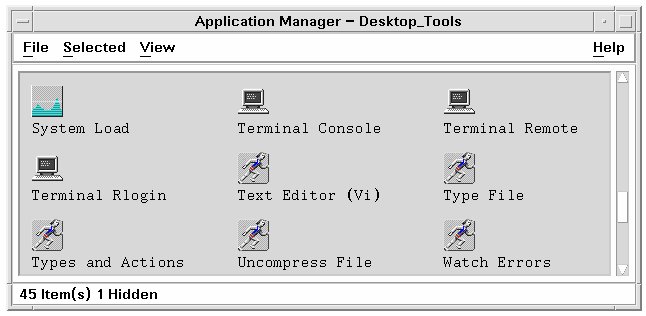 Application Manager – Desktop_Tools
File Selected View Help
System Load Terminal Console Terminal Remote
Terminal Rlogin Text Editor (Vi) Type File
Types and Actions Uncompress File Watch Errors
45 Item(s) 1 Hidden